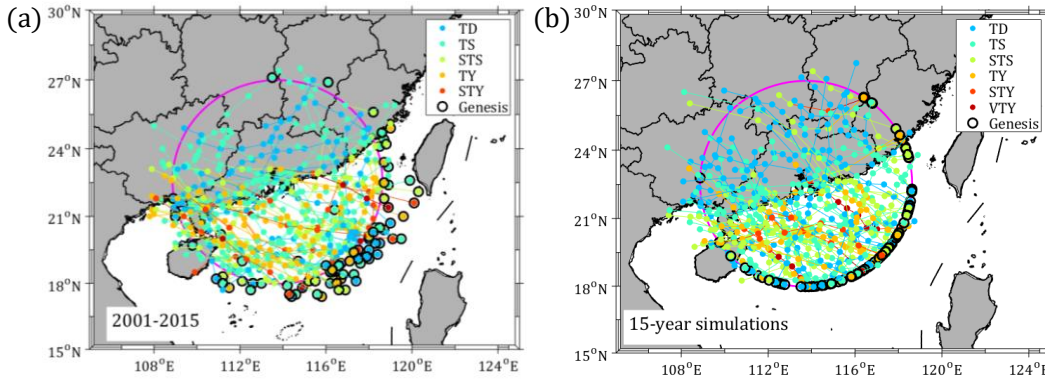 (a)
30°N
27°N
24°N
21°N
18°N
15°N
108°E 112°E 116°E 120°E 124°E
TD
TS
STS
TY
STY
Genesis
2001-2015
(b)
30°N
27°N
24°N
21°N
18°N
15°N
108°E 112°E 116°E 120°E 124°E
TD
TS
STS
TY
STY
VTY
Genesis
15-year simulations